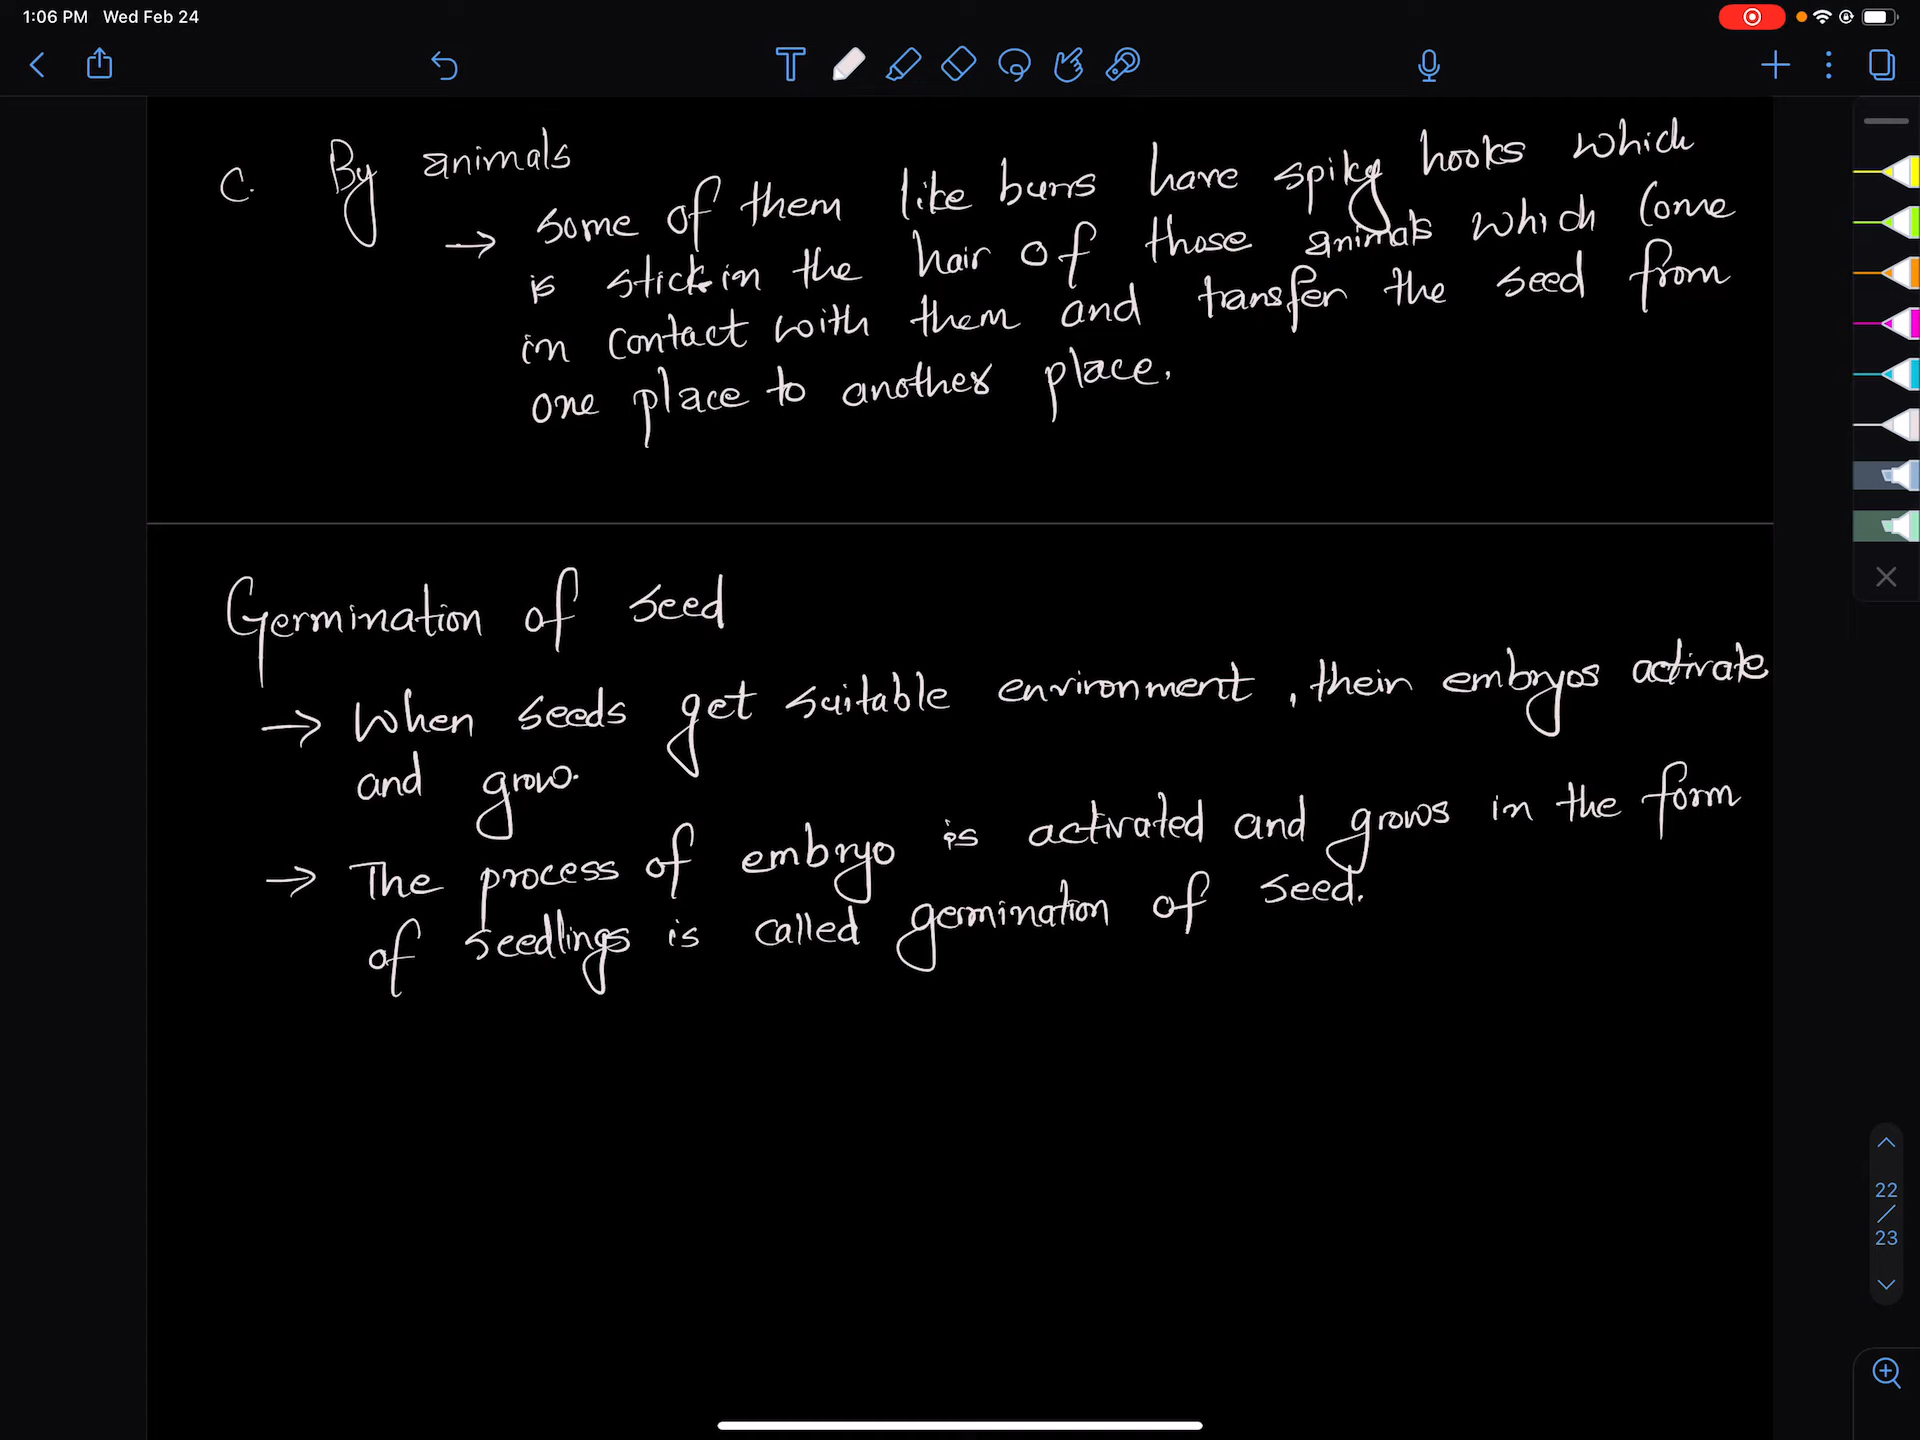 1:06 PM Wed Feb 24
C. By animals
→ some of them like burrs have spiky hooks which
is stick in the hair of those animals which come
in contact with them and transfer the seed from
one place to another place.
Germination of seed
→ When seeds get suitable environment, their embryos activate
and grow.
→ The process of embryo is activated and grows in the form
of seedlings is called germination of seed.
22
/
23